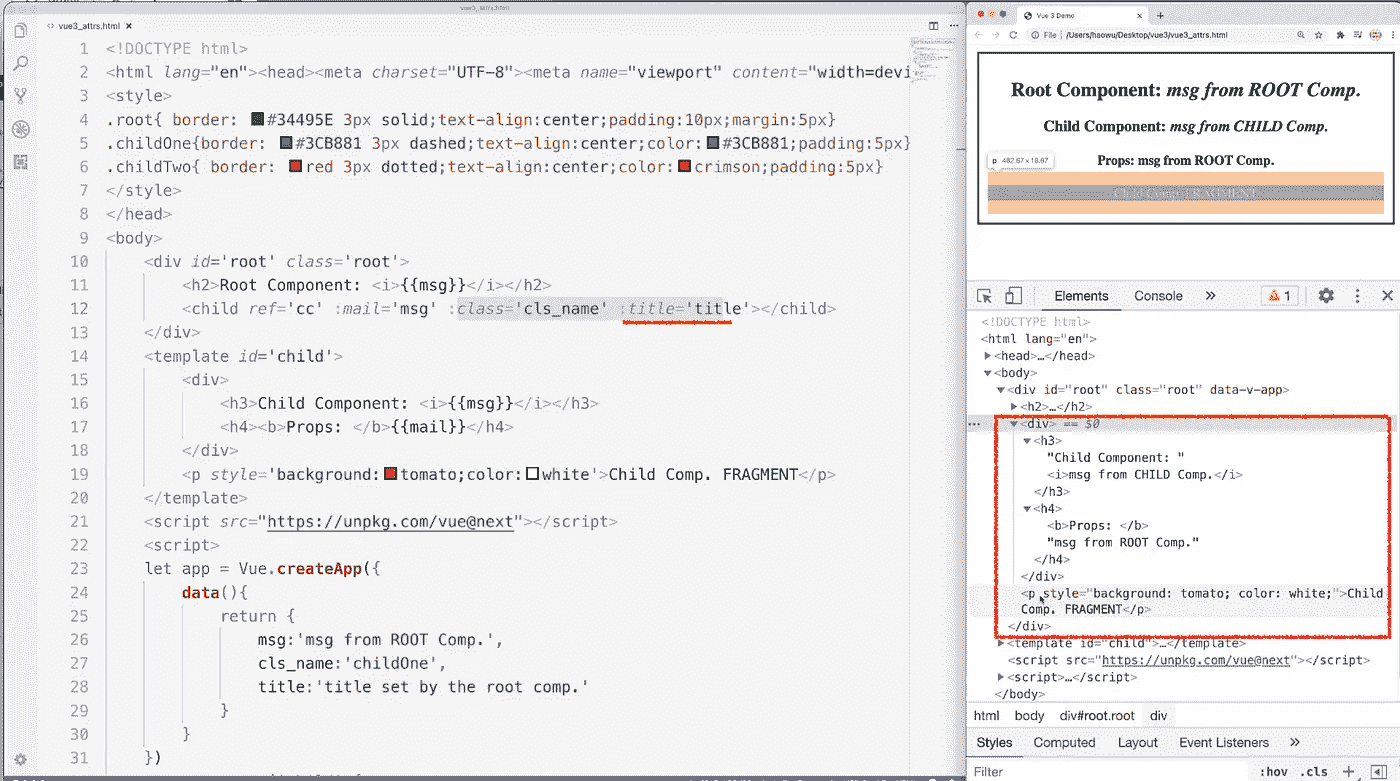 vue3_attrs.html
vue3_attrs.html
1 <!DOCTYPE html>
2 <html lang="en"><head><meta charset="UTF-8"><meta name="viewport" content="width=devi
3 <style>
4 .root{ border: #34495E 3px solid;text-align:center;padding:10px;margin:5px}
5 .childOne{border: #3CB881 3px dashed;text-align:center;color:#3CB881;padding:5px}
6 .childTwo{ border: red 3px dotted;text-align:center;color:crimson;padding:5px}
7 </style>
8 </head>
9 <body>
10 <div id='root' class='root'>
11 <h2>Root Component: <i>{{msg}}</i></h2>
12 <child ref='cc' :mail='msg' :class='cls_name' :title='title'></child>
13 </div>
14 <template id='child'>
15 <div>
16 <h3>Child Component: <i>{{msg}}</i></h3>
17 <h4><b>Props: </b>{{mail}}</h4>
18 </div>
19 <p style='background:tomato;color:white'>Child Comp. FRAGMENT</p>
20 </template>
21 <script src="https://unpkg.com/vue@next"></script>
22 <script>
23 let app = Vue.createApp({
24 data(){
25 return {
26 msg:'msg from ROOT Comp.',
27 cls_name:'childOne',
28 title:'title set by the root comp.'
29 }
30 }
31 })
Vue 3 Demo
File | /Users/haowu/Desktop/vue3/vue3_attrs.html
Root Component: msg from ROOT Comp.
Child Component: msg from CHILD Comp.
Props: msg from ROOT Comp.
p 482.67 × 18.67
Child Comp. FRAGMENT
Elements Console » 1
<!DOCTYPE html>
<html lang="en">
<head>…</head>
<body>
<div id="root" class="root" data-v-app>
<h2>…</h2>
<div> == $0
<h3>
"Child Component: "
<i>msg from CHILD Comp.</i>
</h3>
<h4>
<b>Props: </b>
"msg from ROOT Comp."
</h4>
</div>
<p style="background: tomato; color: white;">Child
Comp. FRAGMENT</p>
</div>
<template id="child">…</template>
<script src="https://unpkg.com/vue@next"></script>
<script>…</script>
</body>
html body div#root.root div
Styles Computed Layout Event Listeners »
Filter :hov .cls